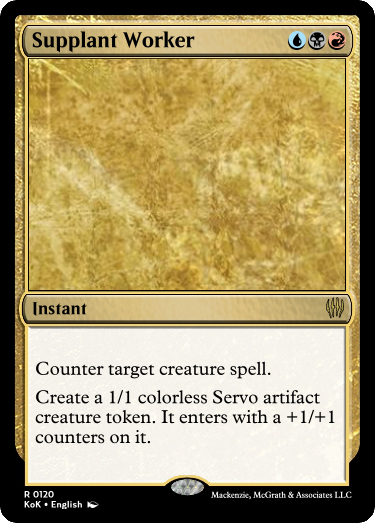 Supplant Worker
Instant
Counter target creature spell.
Create a 1/1 colorless Servo artifact
creature token. It enters with a +1/+1
counters on it.
R 0120
KoK • English
Mackenzie, McGrath & Associates LLC